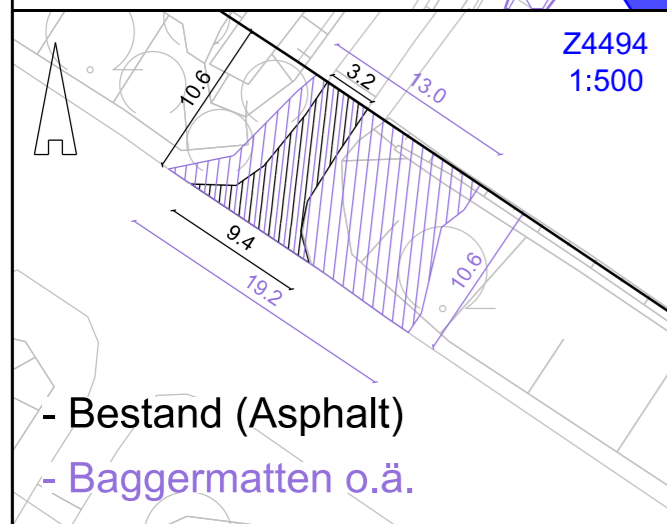 Z4494
1:500
10.6
3.2
13.0
9.4
19.2
10.6
- Bestand (Asphalt)
- Baggermatten o.ä.